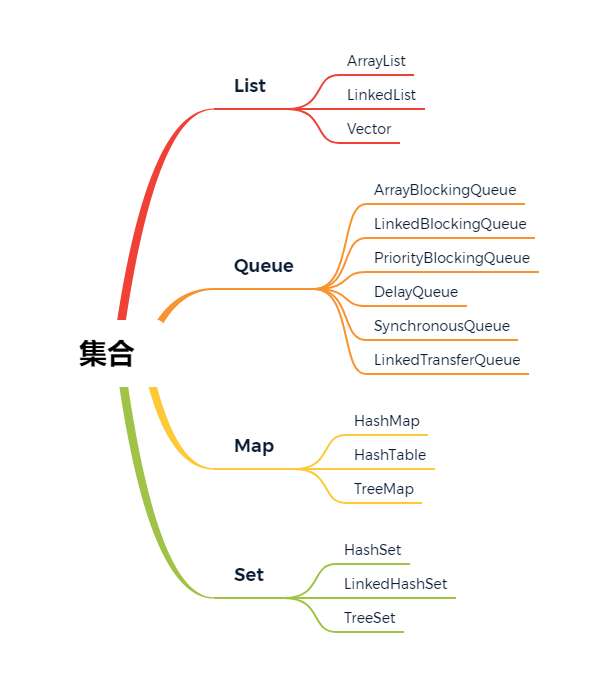 集合
List
ArrayList
LinkedList
Vector
Queue
ArrayBlockingQueue
LinkedBlockingQueue
PriorityBlockingQueue
DelayQueue
SynchronousQueue
LinkedTransferQueue
Map
HashMap
HashTable
TreeMap
Set
HashSet
LinkedHashSet
TreeSet